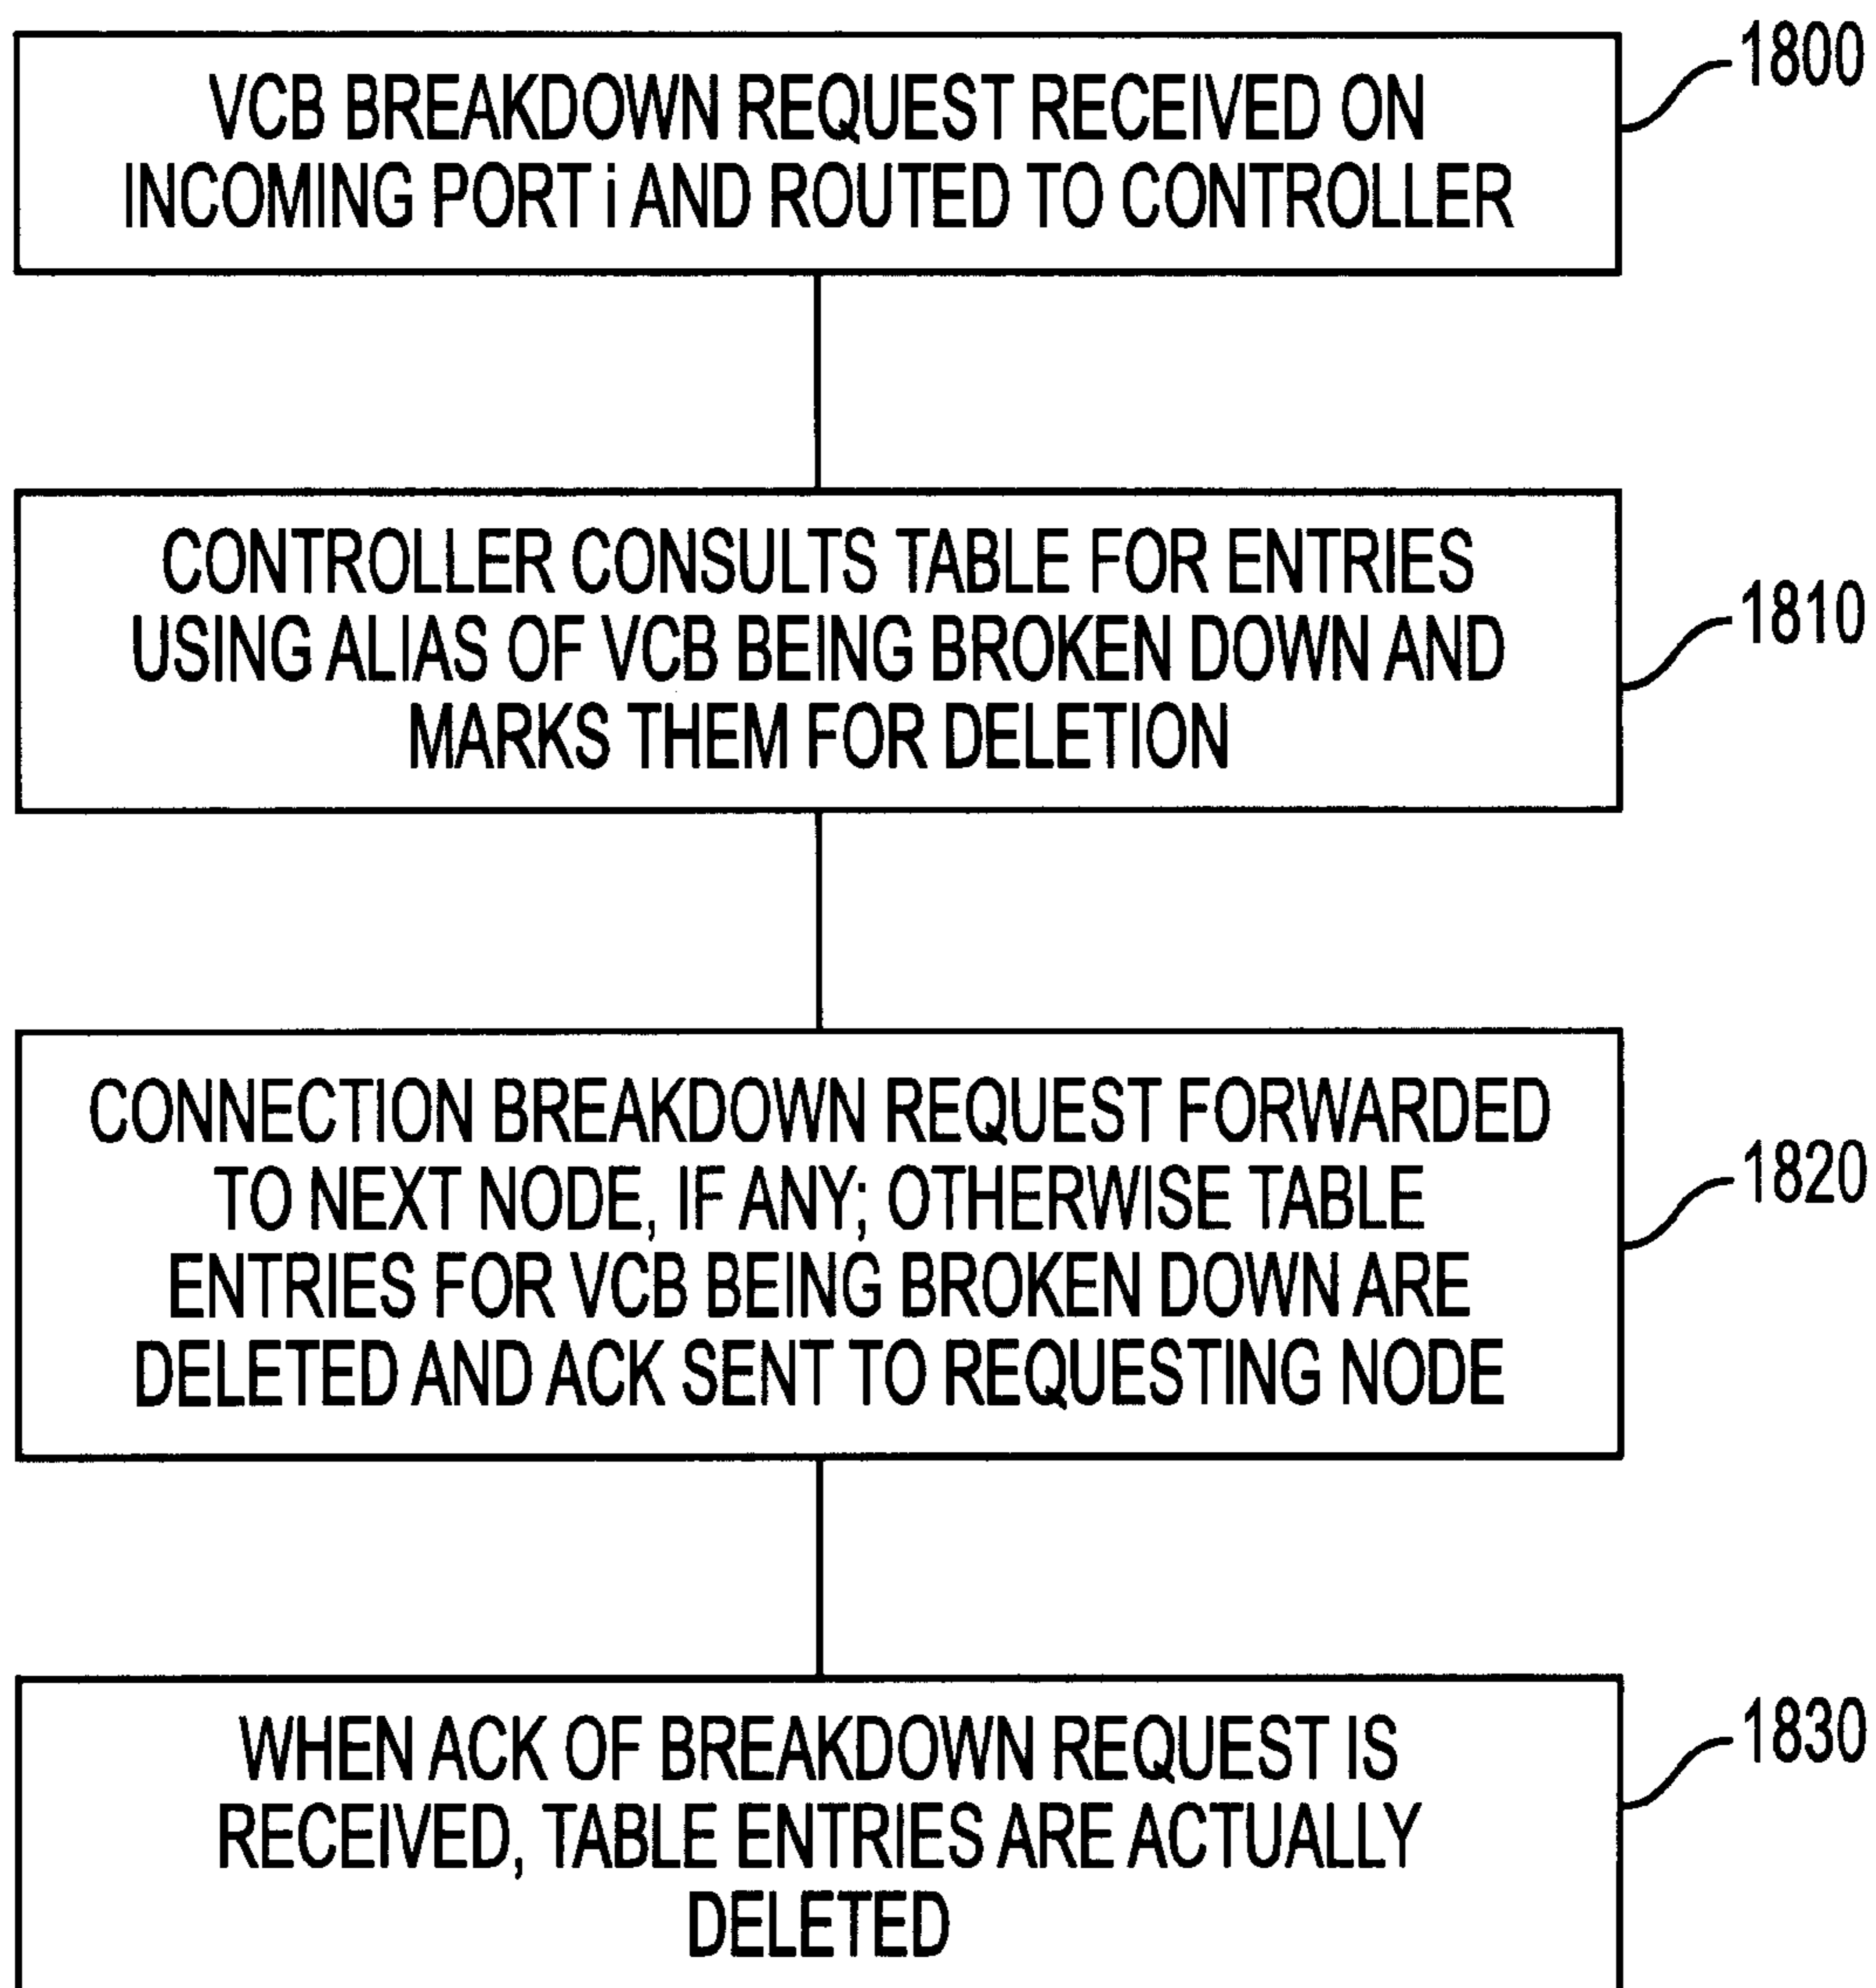 1800
VCB BREAKDOWN REQUEST RECEIVED ON
INCOMING PORT i AND ROUTED TO CONTROLLER
1810
CONTROLLER CONSULTS TABLE FOR ENTRIES
USING ALIAS OF VCB BEING BROKEN DOWN AND
MARKS THEM FOR DELETION
1820
CONNECTION BREAKDOWN REQUEST FORWARDED
TO NEXT NODE, IF ANY; OTHERWISE TABLE
ENTRIES FOR VCB BEING BROKEN DOWN ARE
DELETED AND ACK SENT TO REQUESTING NODE
1830
WHEN ACK OF BREAKDOWN REQUEST IS
RECEIVED, TABLE ENTRIES ARE ACTUALLY
DELETED